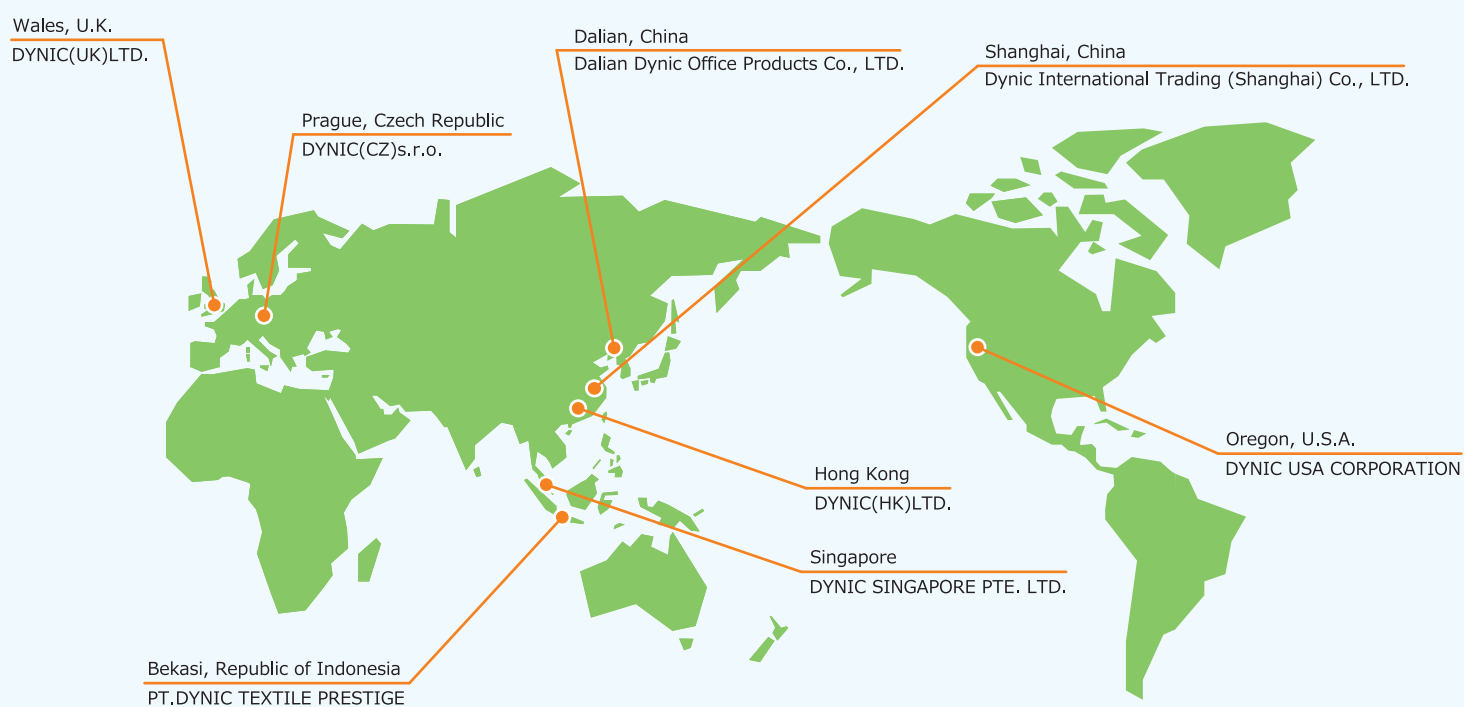 Wales, U.K.
DYNIC(UK)LTD.
Prague, Czech Republic
DYNIC(CZ)s.r.o.
Dalian, China
Dalian Dynic Office Products Co., LTD.
Shanghai, China
Dynic International Trading (Shanghai) Co., LTD.
Oregon, U.S.A.
DYNIC USA CORPORATION
Hong Kong
DYNIC(HK)LTD.
Singapore
DYNIC SINGAPORE PTE. LTD.
Bekasi, Republic of Indonesia
PT.DYNIC TEXTILE PRESTIGE